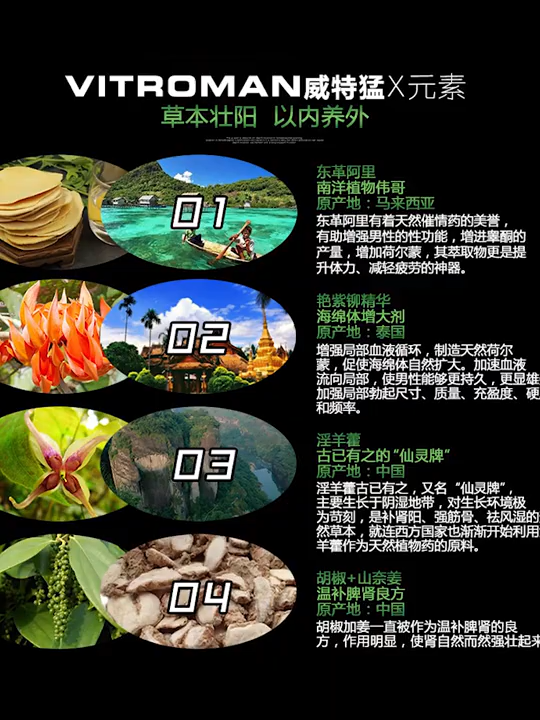 VITROMAN威特猛X元素
草本壮阳 以内养外
01
东革阿里
南洋植物伟哥
原产地：马来西亚
东革阿里有着天然催情药的美誉，
有助增强男性的性功能，增进睾酮的
产量，增加荷尔蒙，其萃取物更是提
升体力、减轻疲劳的神器。
02
艳紫铆精华
海绵体增大剂
原产地：泰国
增强局部血液循环，制造天然荷尔
蒙，促使海绵体自然扩大。加速血液
流向局部，使男性能够更持久，更显雄
加强局部勃起尺寸、质量、充盈度、硬
和频率。
03
淫羊藿
古已有之的“仙灵牌”
原产地：中国
淫羊藿古已有之，又名“仙灵牌”，
主要生长于阴湿地带，对生长环境极
为苛刻，是补肾阳、强筋骨、祛风湿的
然草本，就连西方国家也渐渐开始利用
羊藿作为天然植物药的原料。
04
胡椒+山奈姜
温补脾肾良方
原产地：中国
胡椒加姜一直被作为温补脾肾的良
方，作用明显，使肾自然而然强壮起来